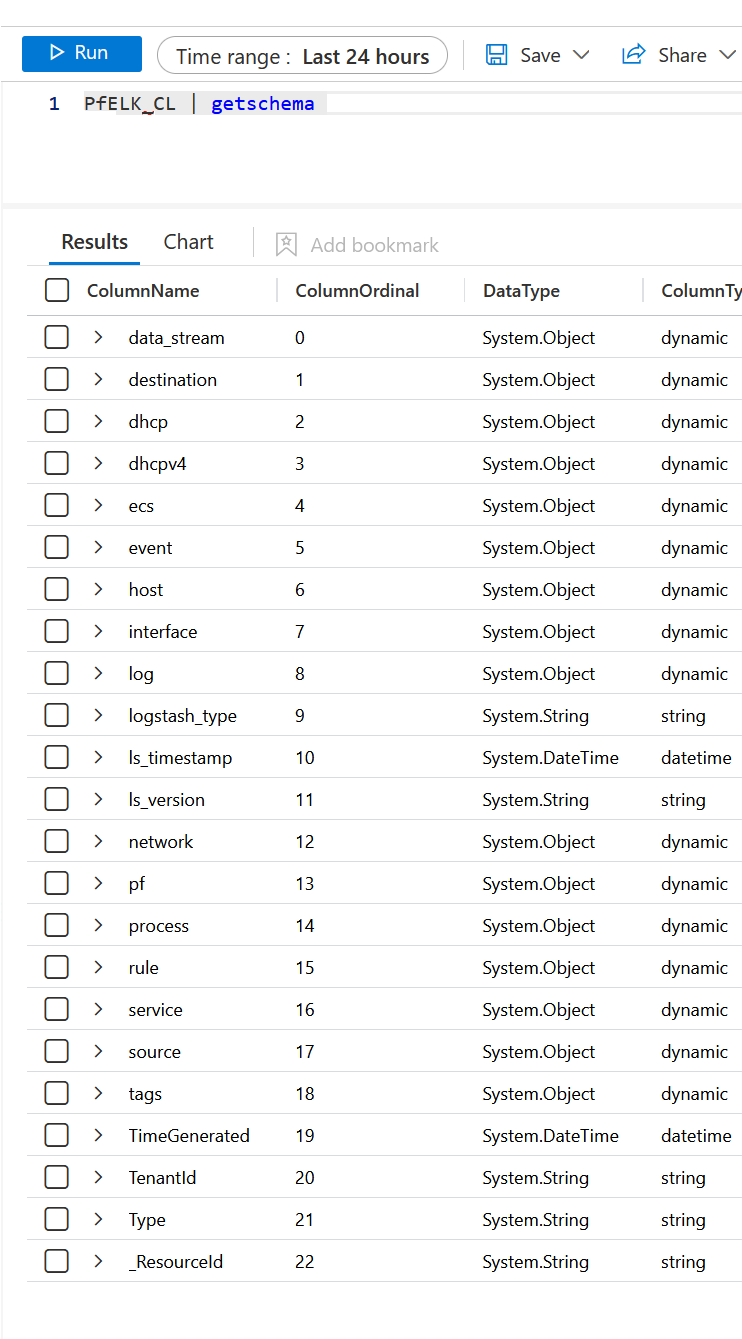 Run Time range : Last 24 hours Save Share
1 PfELK_CL | getschema
Results Chart Add bookmark
ColumnName ColumnOrdinal DataType ColumnTy
data_stream 0 System.Object dynamic
destination 1 System.Object dynamic
dhcp 2 System.Object dynamic
dhcpv4 3 System.Object dynamic
ecs 4 System.Object dynamic
event 5 System.Object dynamic
host 6 System.Object dynamic
interface 7 System.Object dynamic
log 8 System.Object dynamic
logstash_type 9 System.String string
ls_timestamp 10 System.DateTime datetime
ls_version 11 System.String string
network 12 System.Object dynamic
pf 13 System.Object dynamic
process 14 System.Object dynamic
rule 15 System.Object dynamic
service 16 System.Object dynamic
source 17 System.Object dynamic
tags 18 System.Object dynamic
TimeGenerated 19 System.DateTime datetime
TenantId 20 System.String string
Type 21 System.String string
_ResourceId 22 System.String string